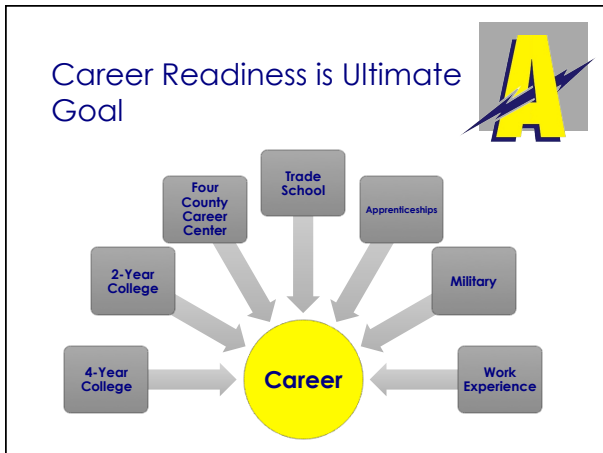 Career Readiness is Ultimate
Goal
A
Trade
School
Four
County
Career
Center
Apprenticeships
2-Year
College
Military
4-Year
College
Career
Work
Experience